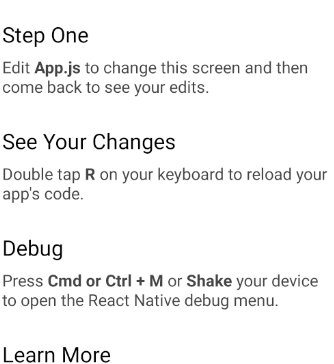 Step One
Edit App.js to change this screen and then
come back to see your edits.
See Your Changes
Double tap R on your keyboard to reload your
app's code.
Debug
Press Cmd or Ctrl + M or Shake your device
to open the React Native debug menu.
Learn More